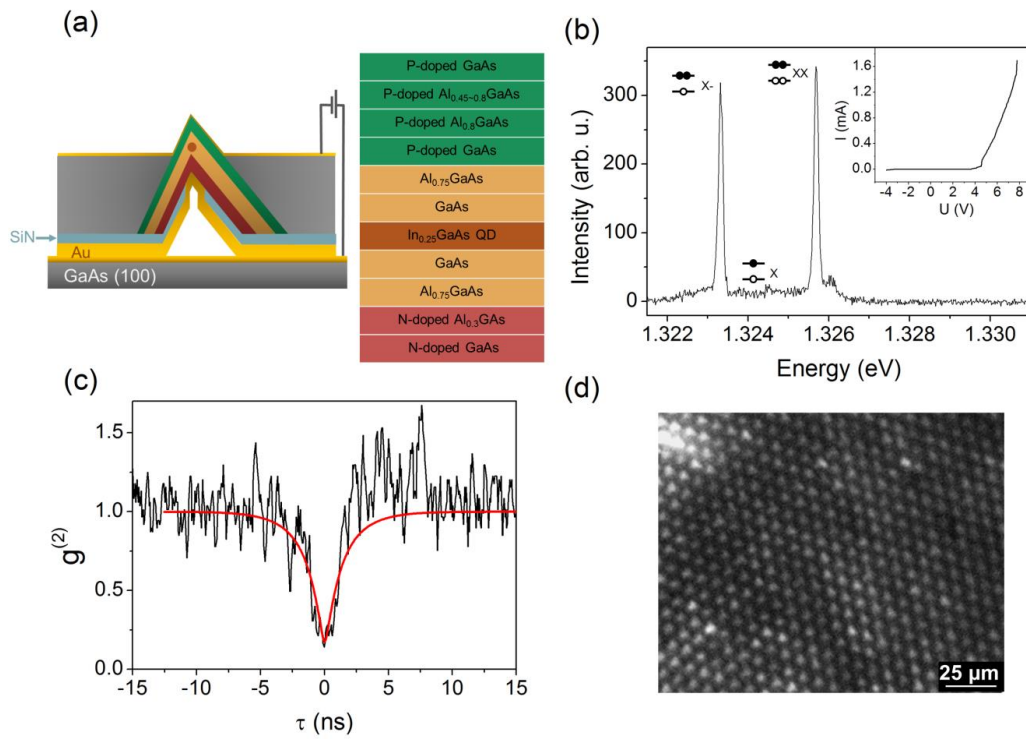 (a)
SiN
Au
GaAs (100)
P-doped GaAs
P-doped Al₀.₄₅~₀.₈GaAs
P-doped Al₀.₈GaAs
P-doped GaAs
Al₀.₇₅GaAs
GaAs
In₀.₂₅GaAs QD
GaAs
Al₀.₇₅GaAs
N-doped Al₀.₃GAs
N-doped GaAs
(b)
Intensity (arb. u.)
300
200
100
0
X-
X
XX
1.322 1.324 1.326 1.328 1.330
Energy (eV)
I (mA)
1.6
0.8
0.0
-4 -2 0 2 4 6 8
U (V)
(c)
g⁽²⁾
1.5
1.0
0.5
0.0
-15 -10 -5 0 5 10 15
τ (ns)
(d)
25 µm